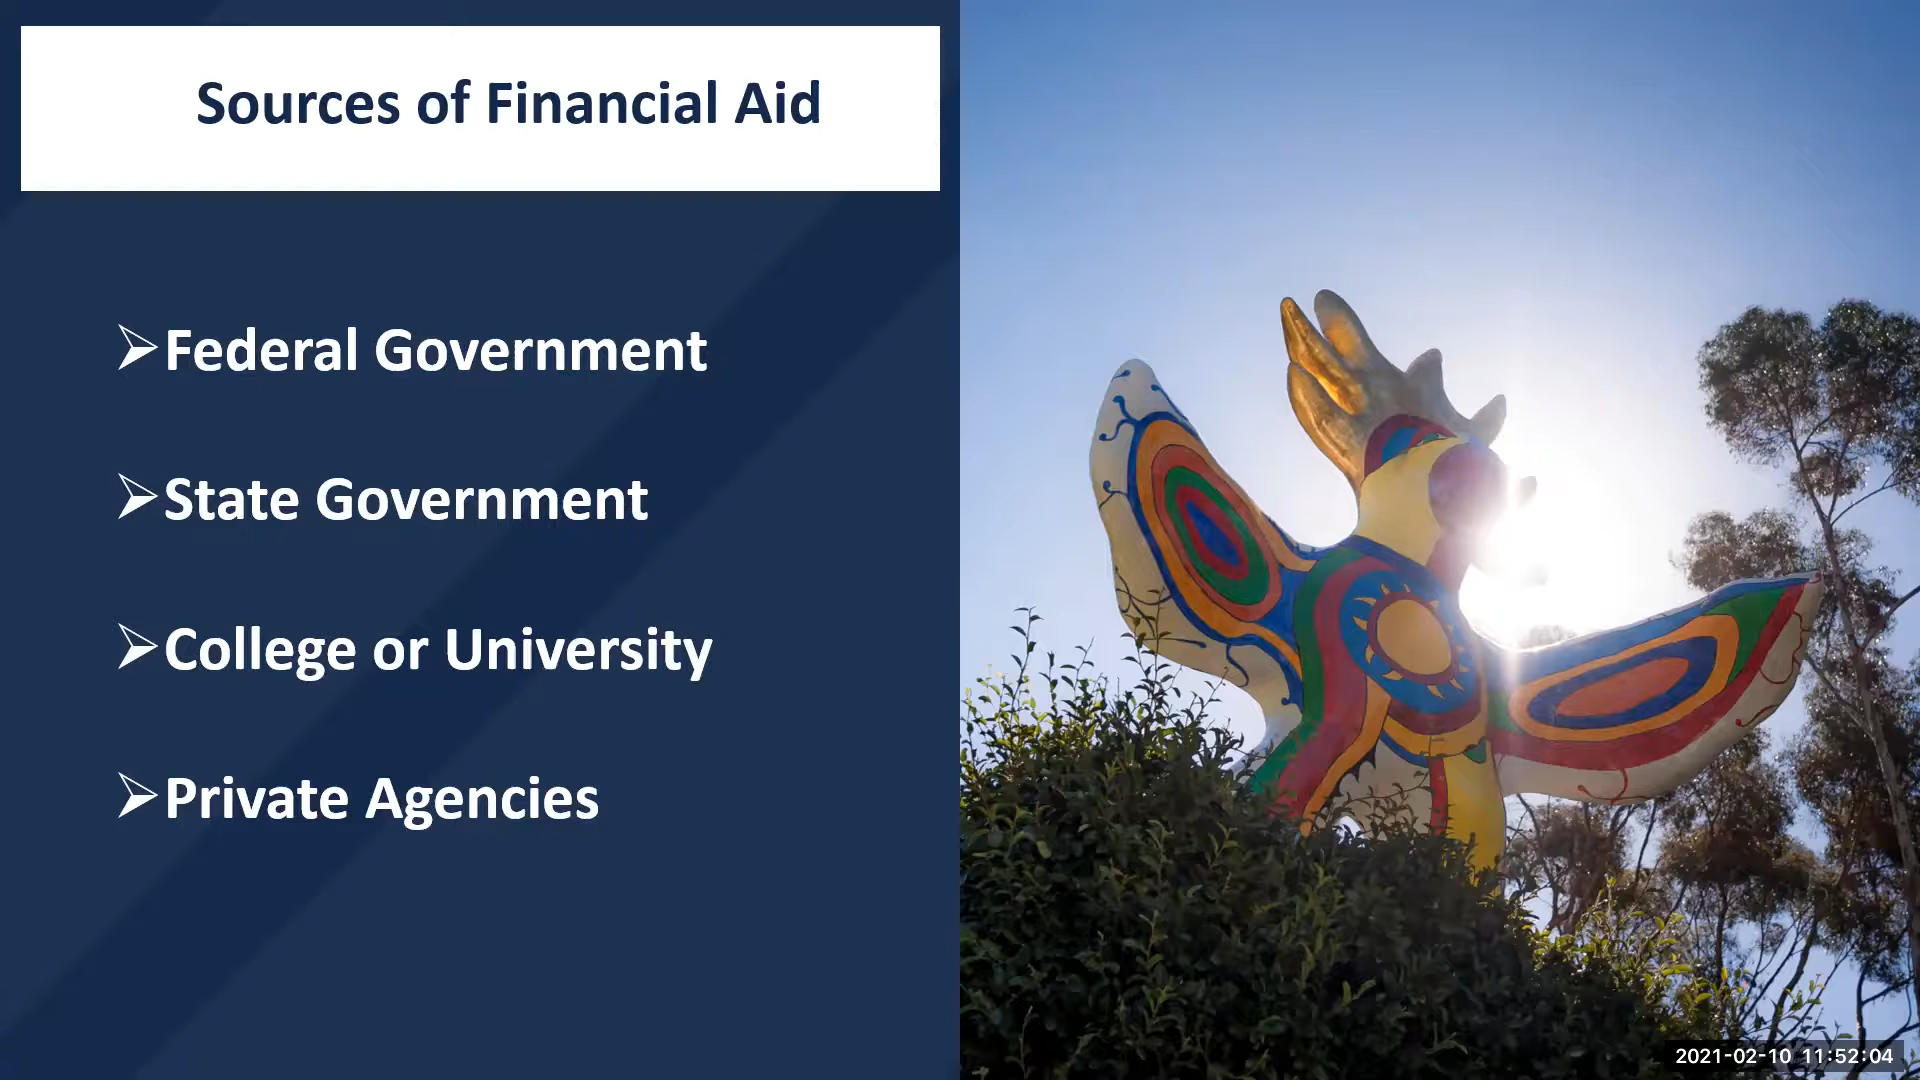 Sources of Financial Aid
➢Federal Government
➢State Government
➢College or University
➢Private Agencies
2021-02-10 11:52:04